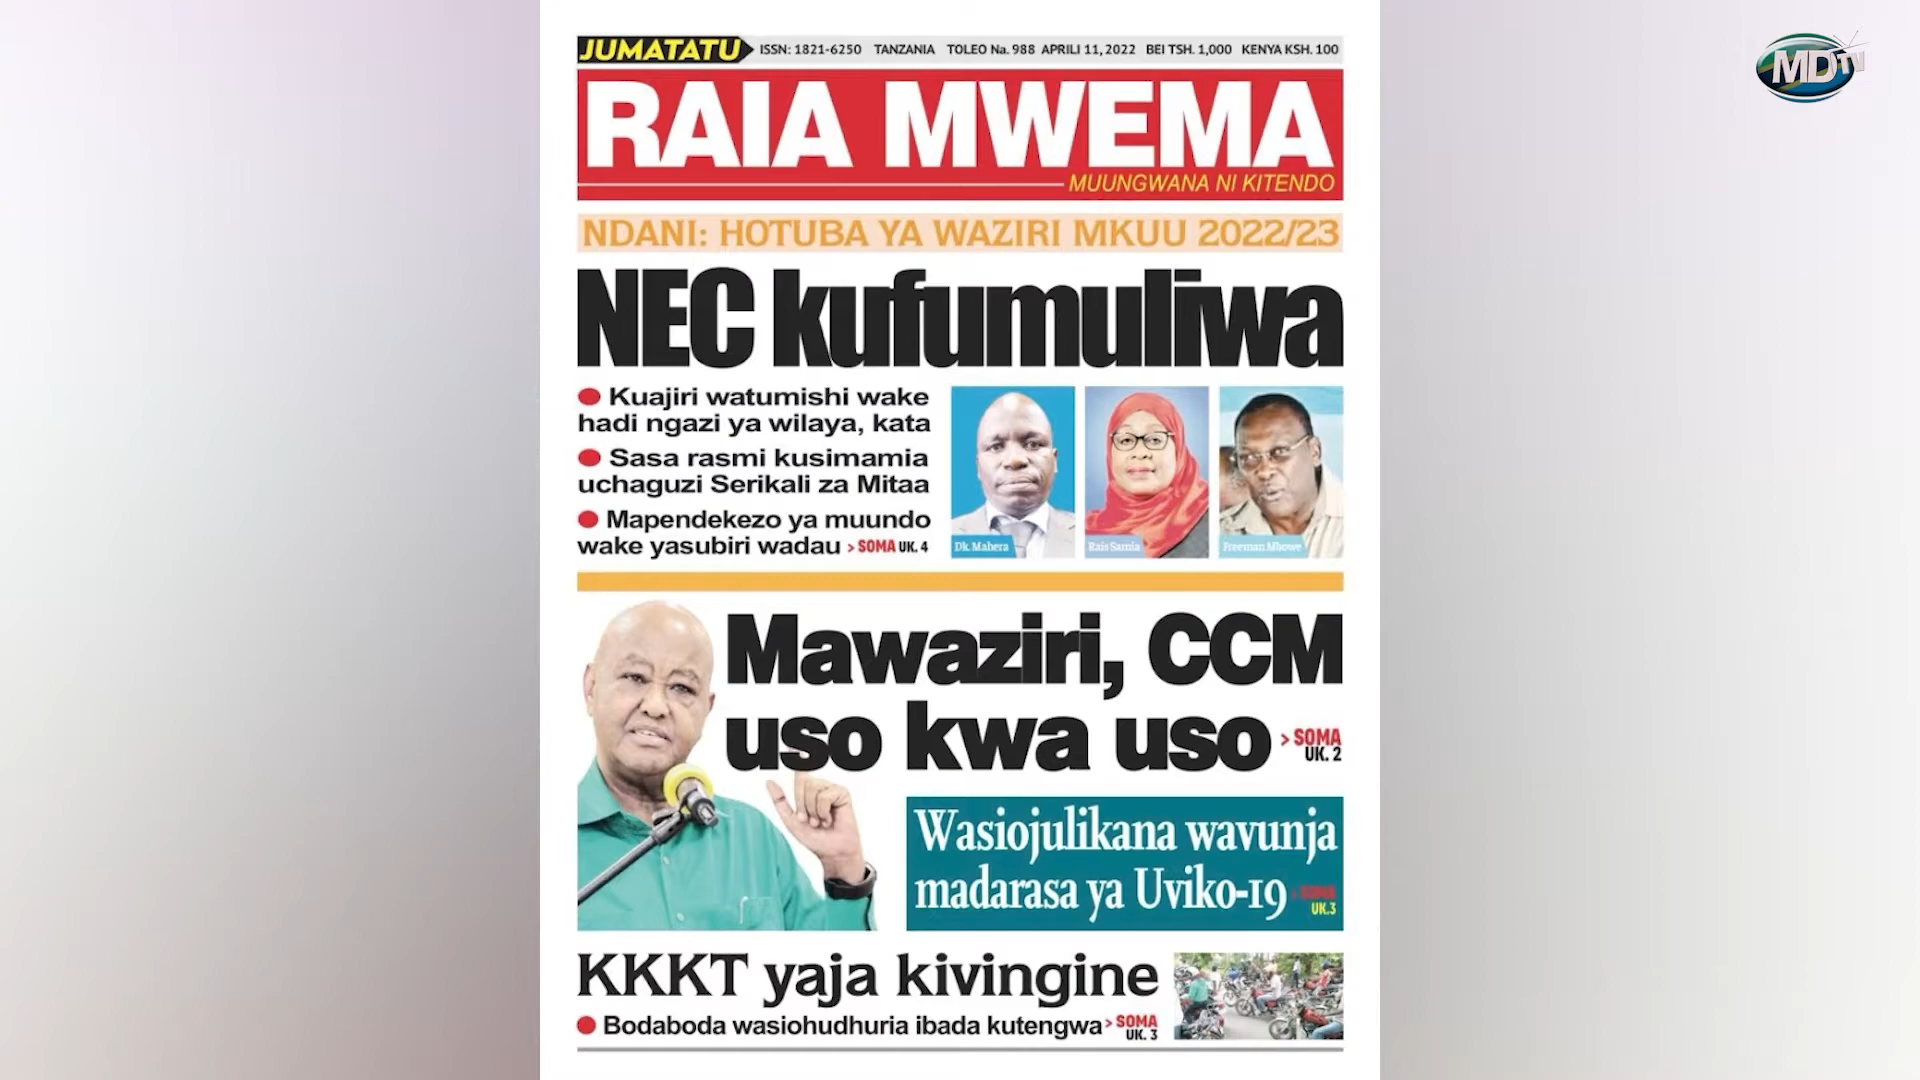 MDTV
JUMATATU
ISSN: 1821-6250 TANZANIA TOLEO Na. 988 APRILI 11, 2022 BEI TSH. 1,000 KENYA KSH. 100
RAIA MWEMA
MUUNGWANA NI KITENDO
NDANI: HOTUBA YA WAZIRI MKUU 2022/23
NEC kufumuliwa
Kuajiri watumishi wake
hadi ngazi ya wilaya, kata
Sasa rasmi kusimamia
uchaguzi Serikali za Mitaa
Mapendekezo ya muundo
wake yasubiri wadau > SOMA UK. 4
Dk. Mahera
Rais Samia
Freeman Mbowe
Mawaziri, CCM
uso kwa uso
> SOMA
UK. 2
Wasiojulikana wavunja
madarasa ya Uviko-19
> SOMA
UK.3
KKKT yaja kivingine
Bodaboda wasiohudhuria ibada kutengwa
> SOMA
UK. 3